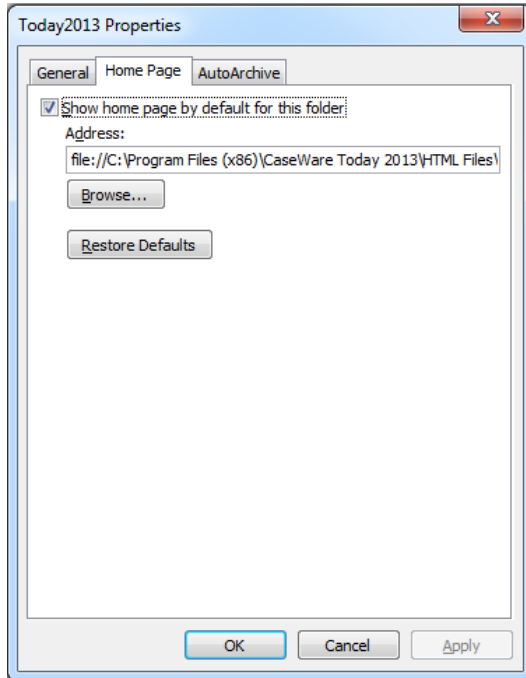 Today2013 Properties
General Home Page AutoArchive
Show home page by default for this folder
Address:
file://C:\Program Files (x86)\CaseWare Today 2013\HTML Files\
Browse...
Restore Defaults
OK Cancel Apply